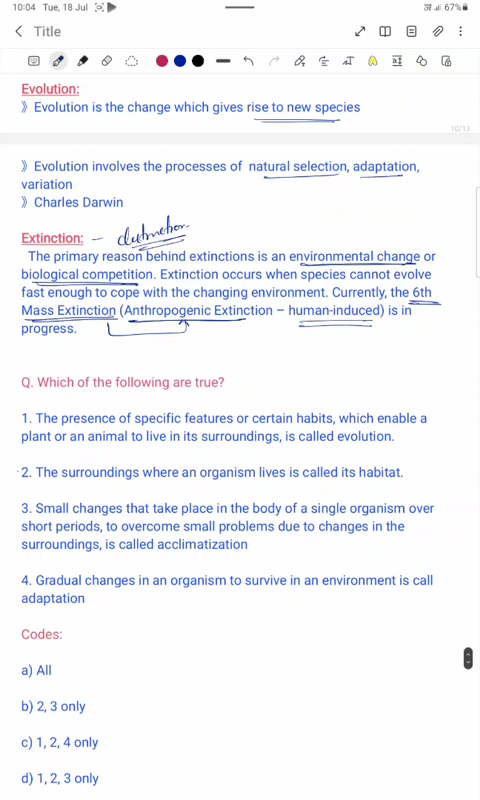 10:04 Tue, 18 Jul 67%
Title
Evolution:
》Evolution is the change which gives rise to new species
10/13
》Evolution involves the processes of natural selection, adaptation,
variation
》Charles Darwin
Extinction: – destruction
The primary reason behind extinctions is an environmental change or
biological competition. Extinction occurs when species cannot evolve
fast enough to cope with the changing environment. Currently, the 6th
Mass Extinction (Anthropogenic Extinction – human-induced) is in
progress.
Q. Which of the following are true?
1. The presence of specific features or certain habits, which enable a
plant or an animal to live in its surroundings, is called evolution.
2. The surroundings where an organism lives is called its habitat.
3. Small changes that take place in the body of a single organism over
short periods, to overcome small problems due to changes in the
surroundings, is called acclimatization
4. Gradual changes in an organism to survive in an environment is call
adaptation
Codes:
a) All
b) 2, 3 only
c) 1, 2, 4 only
d) 1, 2, 3 only